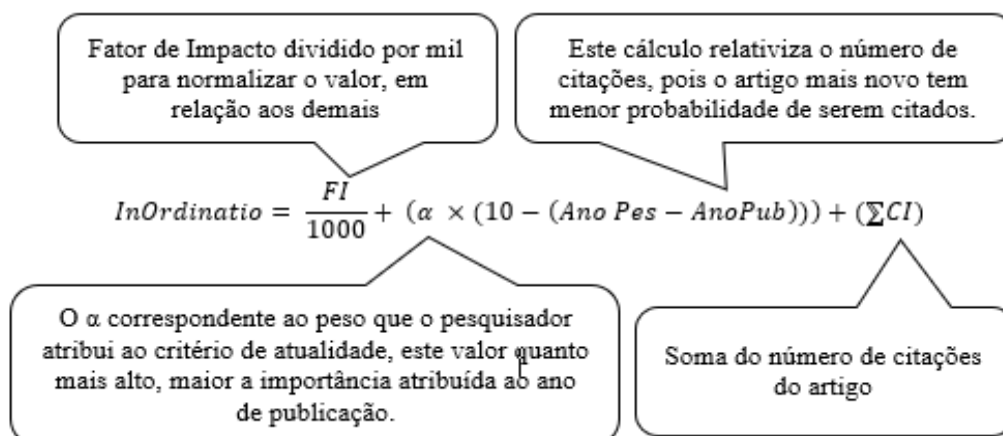 Fator de Impacto dividido por mil
para normalizar o valor, em
relação aos demais
Este cálculo relativiza o número de
citações, pois o artigo mais novo tem
menor probabilidade de serem citados.
InOrdinatio = FI/1000 + (α × (10 − (Ano Pes − AnoPub))) + (∑CI)
O α correspondente ao peso que o pesquisador
atribui ao critério de atualidade, este valor quanto
mais alto, maior a importância atribuída ao ano
de publicação.
Soma do número de citações
do artigo